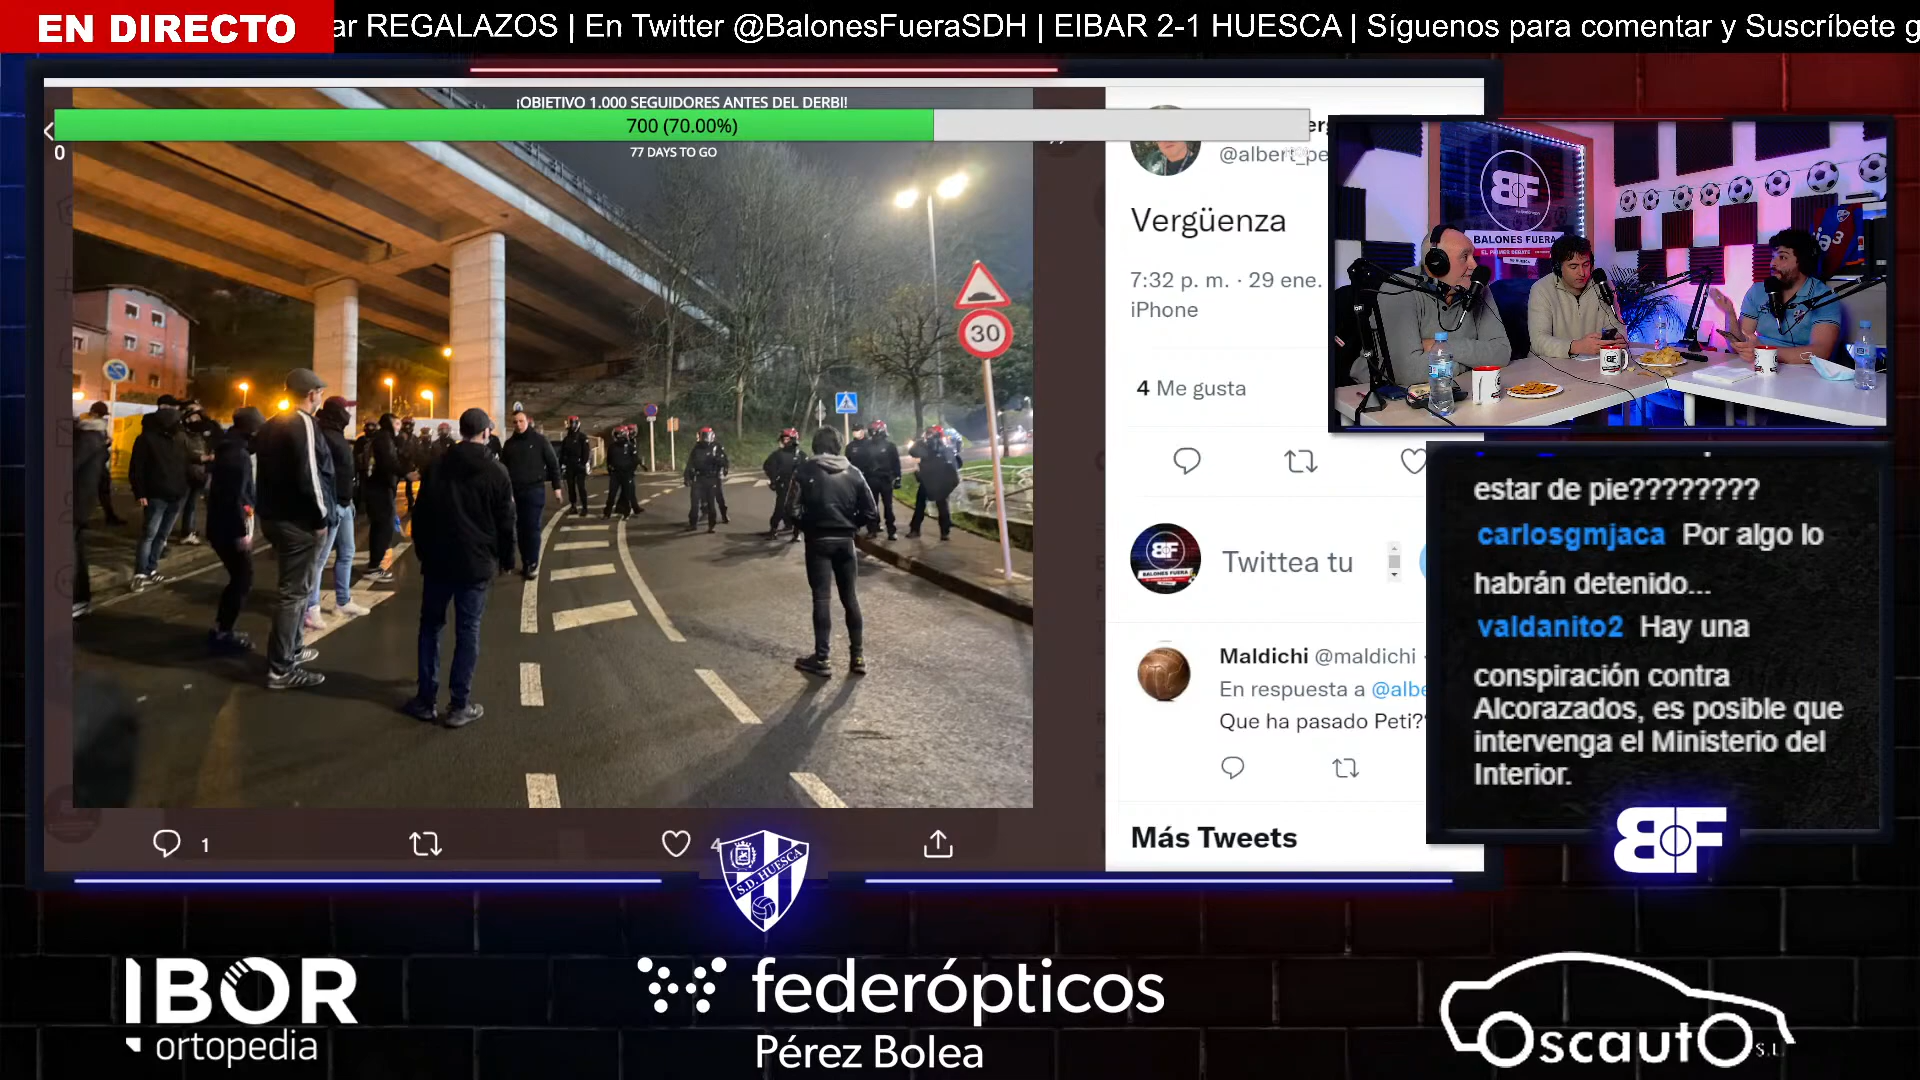 EN DIRECTO
ar REGALAZOS | En Twitter @BalonesFueraSDH | EIBAR 2-1 HUESCA | Síguenos para comentar y Suscríbete g
¡OBJETIVO 1.000 SEGUIDORES ANTES DEL DERBI!
700 (70.00%)
0
77 DAYS TO GO
30
@albert_pe
Vergüenza
7:32 p. m. · 29 ene.
iPhone
4 Me gusta
Twittea tu
Maldichi @maldichi ·
En respuesta a @albe
Que ha pasado Peti??
Más Tweets
1
4
BF
BALONES FUERA
estar de pie????????
carlosgmjaca Por algo lo
habrán detenido...
valdanito2 Hay una
conspiración contra
Alcorazados, es posible que
intervenga el Ministerio del
Interior.
BF
S.D. HUESCA
IBOR
ortopedia
federópticos
Pérez Bolea
Oscauto S.L.